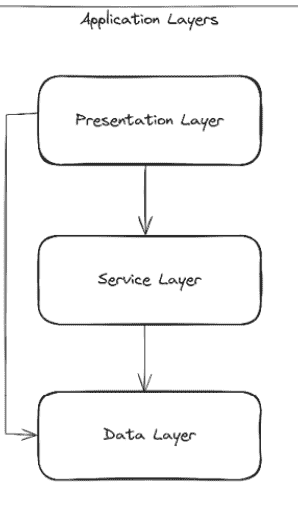 Application Layers
Presentation Layer
Service Layer
Data Layer